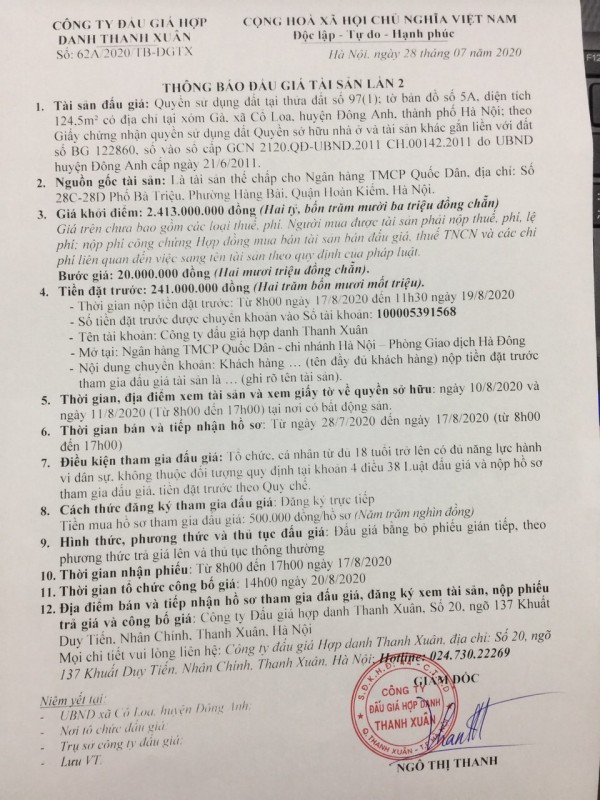 CÔNG TY ĐẤU GIÁ HỢP
DANH THANH XUÂN
Số: 62A/2020/TB-DGTX
CỘNG HOÀ XÃ HỘI CHỦ NGHĨA VIỆT NAM
Độc lập - Tự do - Hạnh phúc
Hà Nội, ngày 28 tháng 07 năm 2020
THÔNG BÁO ĐẤU GIÁ TÀI SẢN LẦN 2
1. Tài sản đấu giá: Quyền sử dụng đất tại thửa đất số 97(1); tờ bản đồ số 5A, diện tích
124,5m² có địa chỉ tại xóm Gà, xã Cổ Loa, huyện Đông Anh, thành phố Hà Nội; theo
Giấy chứng nhận quyền sử dụng đất Quyền sở hữu nhà ở và tài sản khác gắn liền với đất
số BG 122860, số vào sổ cấp GCN 2120.QĐ-UBND.2011 CH.00142.2011 do UBND
huyện Đông Anh cấp ngày 21/6/2011.
2. Nguồn gốc tài sản: Là tài sản thế chấp cho Ngân hàng TMCP Quốc Dân, địa chỉ: Số
28C-28D Phố Bà Triệu, Phường Hàng Bài, Quận Hoàn Kiếm, Hà Nội.
3. Giá khởi điểm: 2.413.000.000 đồng (Hai tỷ, bốn trăm mười ba triệu đồng chẵn)
Giá trên chưa bao gồm các loại thuế, phí. Người mua được tài sản phải nộp thuế, phí, lệ
phí; nộp phí công chứng Hợp đồng mua bán tài sản bán đấu giá, thuế TNCN và các chi
phí liên quan đến việc sang tên tài sản theo quy định của pháp luật.
Bước giá: 20.000.000 đồng (Hai mươi triệu đồng chẵn).
4. Tiền đặt trước: 241.000.000 đồng (Hai trăm bốn mươi mốt triệu).
- Thời gian nộp tiền đặt trước: Từ 8h00 ngày 17/8/2020 đến 11h30 ngày 19/8/2020
- Số tiền đặt trước được chuyển khoản vào Số tài khoản: 100005391568
- Tên tài khoản: Công ty đấu giá hợp danh Thanh Xuân
- Mở tại: Ngân hàng TMCP Quốc Dân - chi nhánh Hà Nội – Phòng Giao dịch Hà Đông
- Nội dung chuyển khoản: Khách hàng … (tên đầy đủ khách hàng) nộp tiền đặt trước
tham gia đấu giá tài sản là … (ghi rõ tên tài sản).
5. Thời gian, địa điểm xem tài sản và xem giấy tờ về quyền sở hữu: ngày 10/8/2020 và
ngày 11/8/2020 (Từ 8h00 đến 17h00) tại nơi có bất động sản.
6. Thời gian bán và tiếp nhận hồ sơ: Từ ngày 28/7/2020 đến ngày 17/8/2020 (từ 8h00
đến 17h00)
7. Điều kiện tham gia đấu giá: Tổ chức, cá nhân từ đủ 18 tuổi trở lên có đủ năng lực hành
vi dân sự, không thuộc đối tượng quy định tại khoản 4 điều 38 Luật đấu giá và nộp hồ sơ
tham gia đấu giá, tiền đặt trước theo Quy chế.
8. Cách thức đăng ký tham gia đấu giá: Đăng ký trực tiếp
Tiền mua hồ sơ tham gia đấu giá: 500.000 đồng/hồ sơ (Năm trăm nghìn đồng)
9. Hình thức, phương thức và thủ tục đấu giá: Đấu giá bằng bỏ phiếu gián tiếp, theo
phương thức trả giá lên và thủ tục thông thường
10. Thời gian nhận phiếu: Từ 8h00 đến 17h00 ngày 17/8/2020
11. Thời gian tổ chức công bố giá: 14h00 ngày 20/8/2020
12. Địa điểm bán và tiếp nhận hồ sơ tham gia đấu giá, đăng ký xem tài sản, nộp phiếu
trả giá và công bố giá: Công ty Đấu giá hợp danh Thanh Xuân, Số 20, ngõ 137 Khuất
Duy Tiến, Nhân Chính, Thanh Xuân, Hà Nội
Mọi chi tiết vui lòng liên hệ: Công ty đấu giá Hợp danh Thanh Xuân, địa chỉ: Số 20, ngõ
137 Khuất Duy Tiến, Nhân Chính, Thanh Xuân, Hà Nội; Hotline: 024.730.22269
Niêm yết tại:
- UBND xã Cổ Loa, huyện Đông Anh;
- Nơi tổ chức đấu giá;
- Trụ sở công ty đấu giá;
- Lưu VT.
GIÁM ĐỐC
CÔNG TY
ĐẤU GIÁ HỢP DANH
THANH XUÂN
NGÔ THỊ THANH